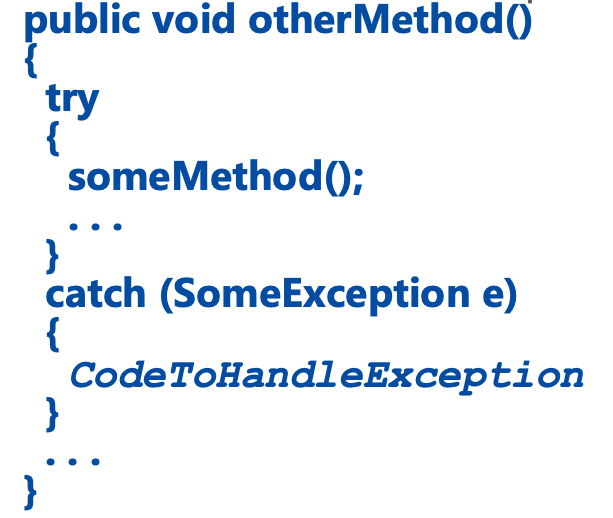 public void otherMethod()
{
try
{
someMethod();
...
}
catch (SomeException e)
{
CodeToHandleException
}
...
}